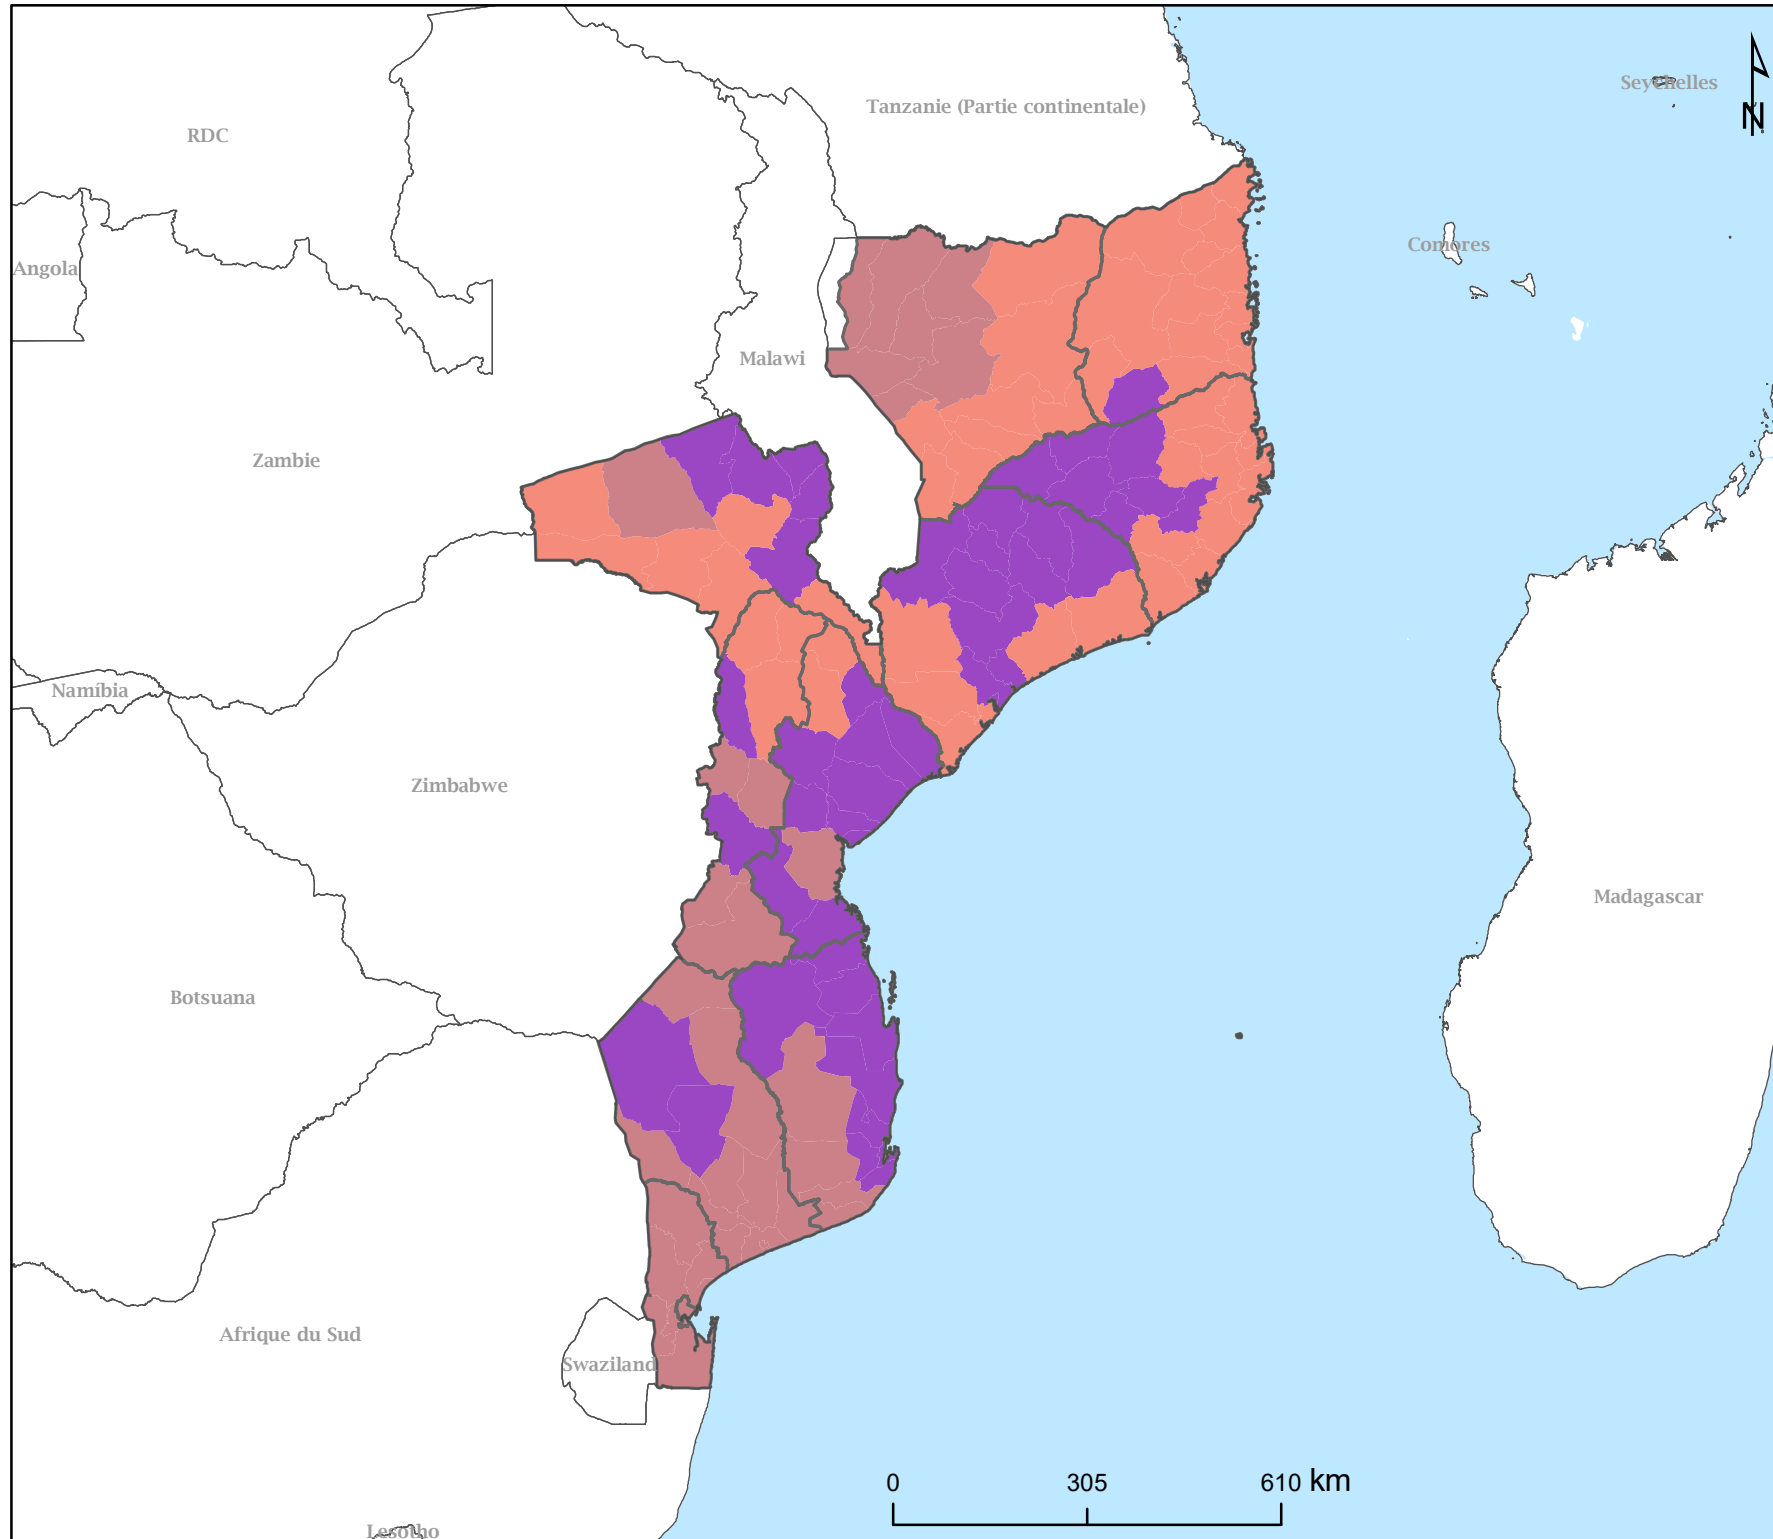 Seychelles
N
Tanzanie (Partie continentale)
RDC
Comores
Angola
Malawi
Zambie
Namíbia
Zimbabwe
Madagascar
Botsuana
Afrique du Sud
Swaziland
0 305 610 km
Lesotho